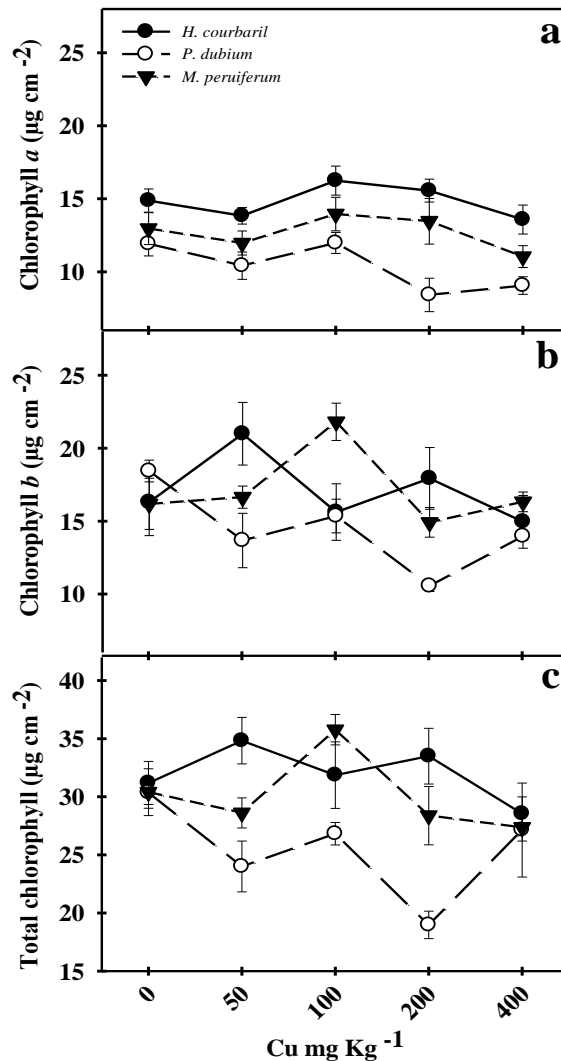 H. courbaril
P. dubium
M. peruiferum
a
Chlorophyll a (µg cm -2)
25
20
15
10
b
Chlorophyll b (µg cm -2)
25
20
15
10
c
Total chlorophyll (µg cm -2)
40
35
30
25
20
15
0
50
100
200
400
Cu mg Kg -1